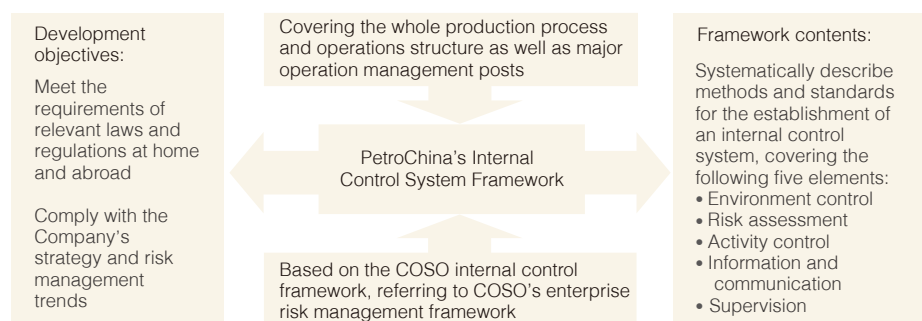 Development
objectives:
Meet the
requirements of
relevant laws and
regulations at home
and abroad
Comply with the
Company's
strategy and risk
management
trends
Covering the whole production process
and operations structure as well as major
operation management posts
PetroChina's Internal
Control System Framework
Based on the COSO internal control
framework, referring to COSO's enterprise
risk management framework
Framework contents:
Systematically describe
methods and standards
for the establishment of
an internal control
system, covering the
following five elements:
• Environment control
• Risk assessment
• Activity control
• Information and
communication
• Supervision